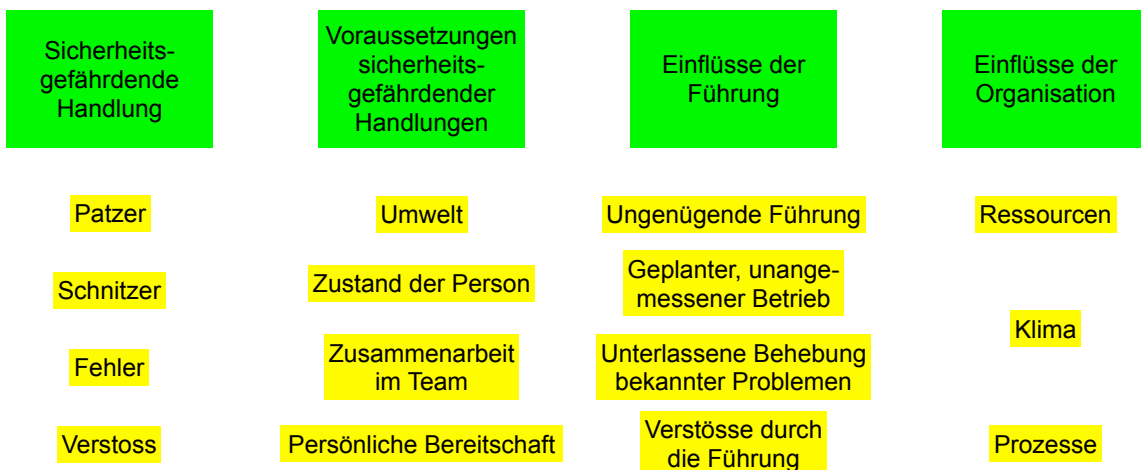 Sicherheits-
gefährdende
Handlung
Voraussetzungen
sicherheits-
gefährdender
Handlungen
Einflüsse der
Führung
Einflüsse der
Organisation
Patzer
Umwelt
Ungenügende Führung
Ressourcen
Schnitzer
Zustand der Person
Geplanter, unange-
messener Betrieb
Klima
Fehler
Zusammenarbeit
im Team
Unterlassene Behebung
bekannter Problemen
Verstoss
Persönliche Bereitschaft
Verstösse durch
die Führung
Prozesse